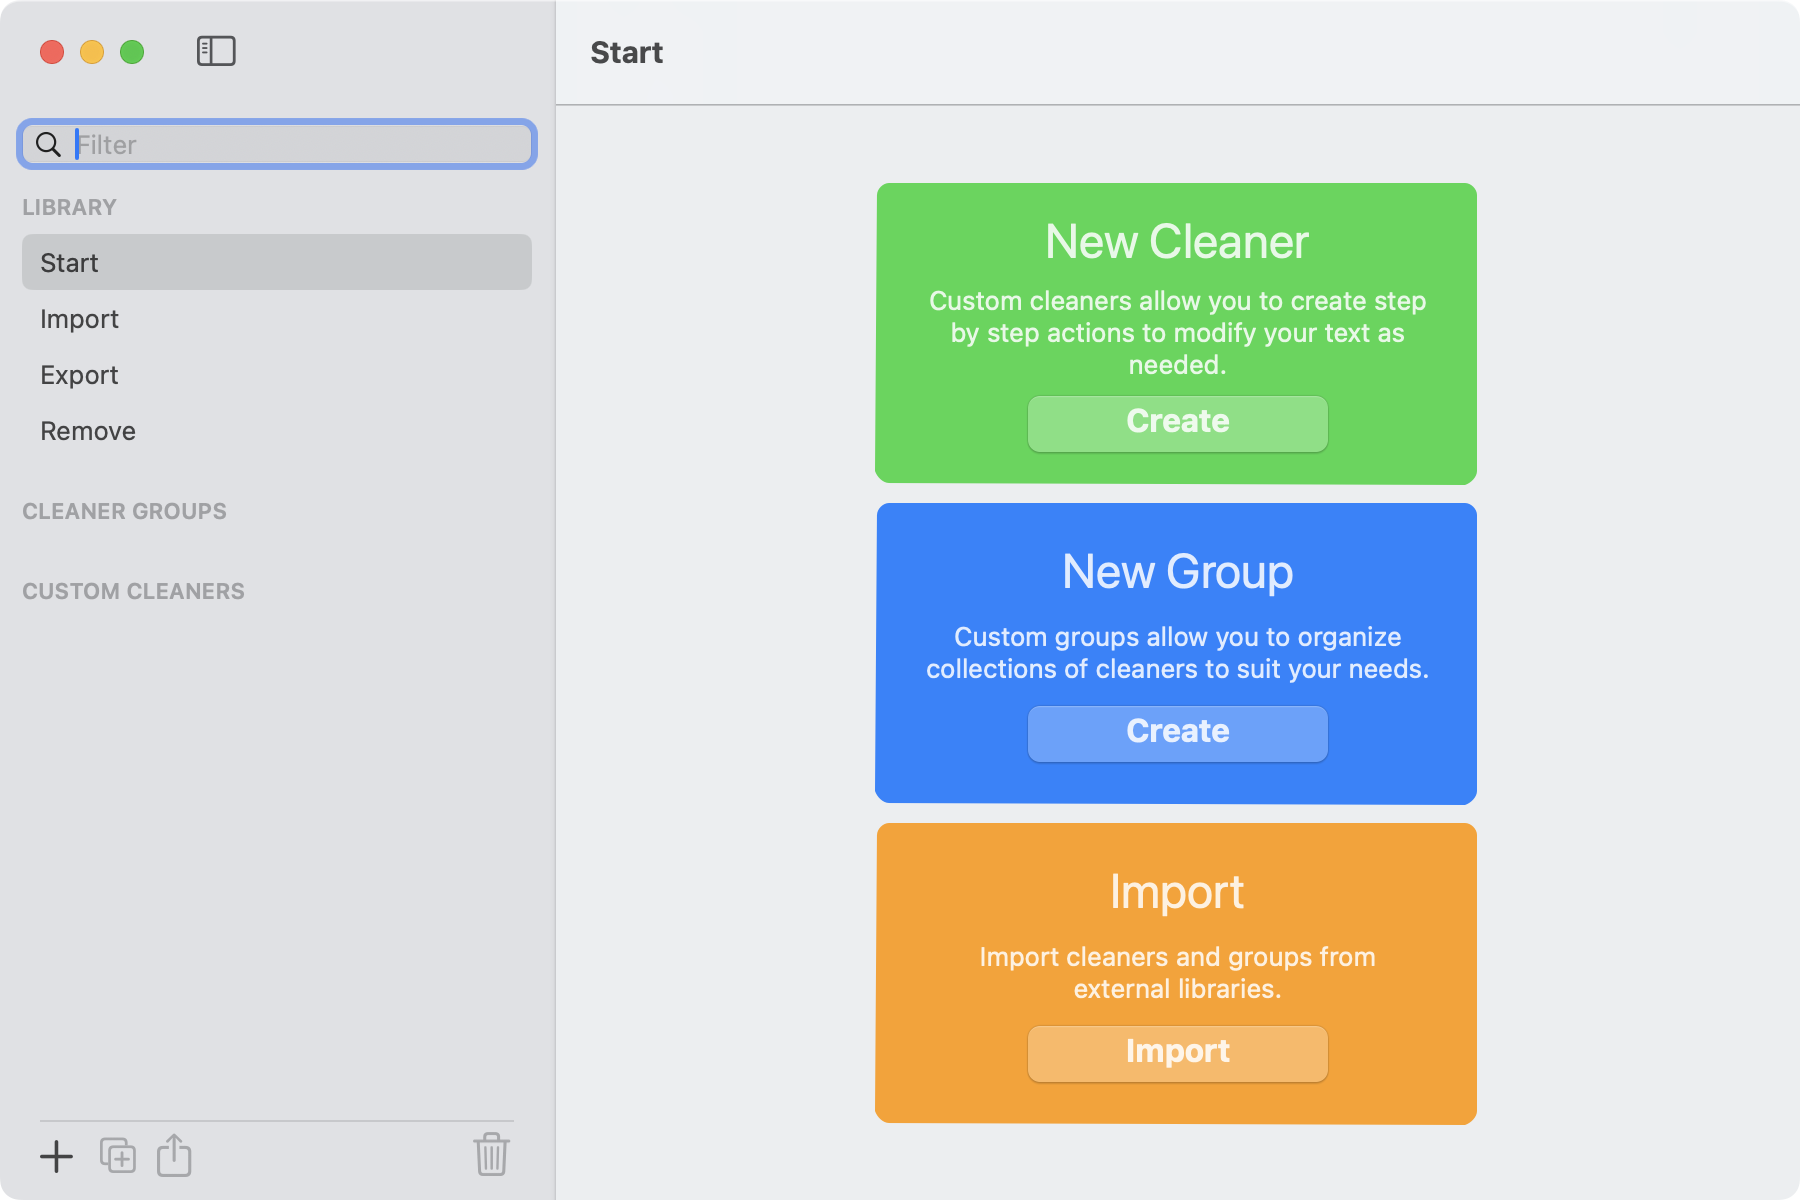 Start
Filter
LIBRARY
Start
Import
Export
Remove
CLEANER GROUPS
CUSTOM CLEANERS
New Cleaner
Custom cleaners allow you to create step
by step actions to modify your text as
needed.
Create
New Group
Custom groups allow you to organize
collections of cleaners to suit your needs.
Create
Import
Import cleaners and groups from
external libraries.
Import